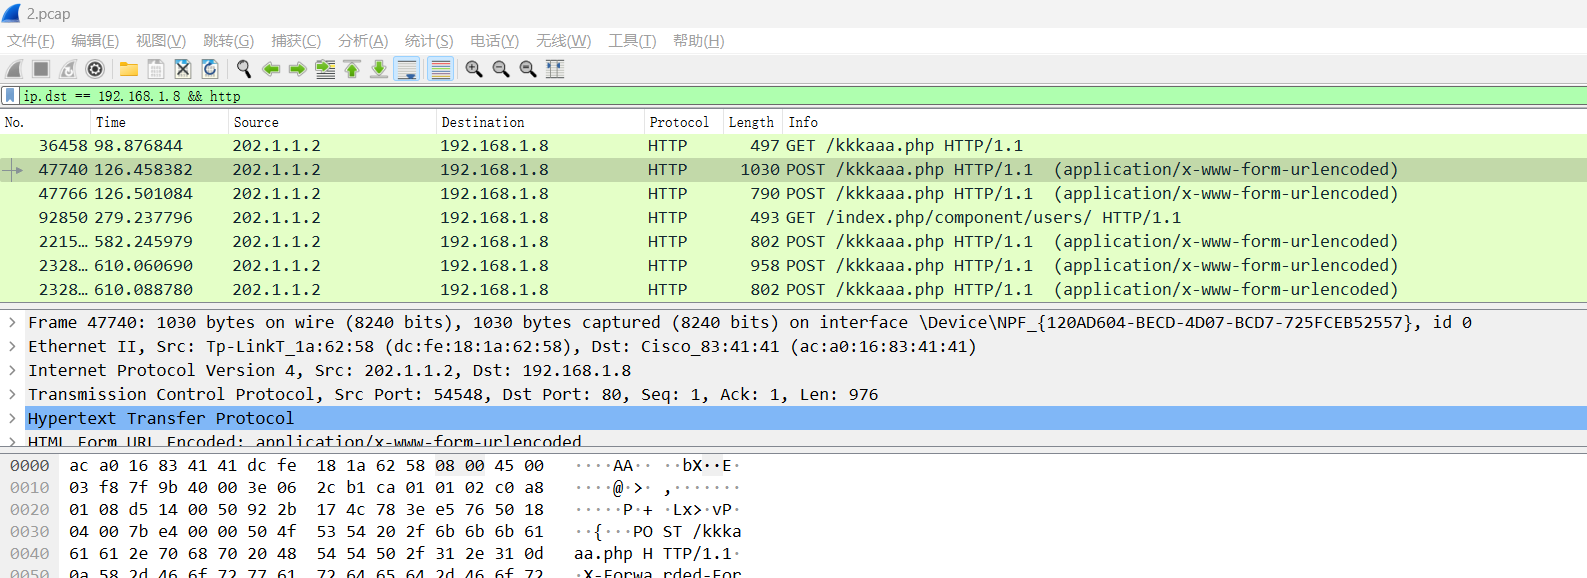 2.pcap
文件(F) 编辑(E) 视图(V) 跳转(G) 捕获(C) 分析(A) 统计(S) 电话(Y) 无线(W) 工具(T) 帮助(H)
ip.dst == 192.168.1.8 && http
No. Time Source Destination Protocol Length Info
36458 98.876844 202.1.1.2 192.168.1.8 HTTP 497 GET /kkkaaa.php HTTP/1.1
47740 126.458382 202.1.1.2 192.168.1.8 HTTP 1030 POST /kkkaaa.php HTTP/1.1 (application/x-www-form-urlencoded)
47766 126.501084 202.1.1.2 192.168.1.8 HTTP 790 POST /kkkaaa.php HTTP/1.1 (application/x-www-form-urlencoded)
92850 279.237796 202.1.1.2 192.168.1.8 HTTP 493 GET /index.php/component/users/ HTTP/1.1
2215… 582.245979 202.1.1.2 192.168.1.8 HTTP 802 POST /kkkaaa.php HTTP/1.1 (application/x-www-form-urlencoded)
2328… 610.060690 202.1.1.2 192.168.1.8 HTTP 958 POST /kkkaaa.php HTTP/1.1 (application/x-www-form-urlencoded)
2328… 610.088780 202.1.1.2 192.168.1.8 HTTP 802 POST /kkkaaa.php HTTP/1.1 (application/x-www-form-urlencoded)
Frame 47740: 1030 bytes on wire (8240 bits), 1030 bytes captured (8240 bits) on interface \Device\NPF_{120AD604-BECD-4D07-BCD7-725FCEB52557}, id 0
Ethernet II, Src: Tp-LinkT_1a:62:58 (dc:fe:18:1a:62:58), Dst: Cisco_83:41:41 (ac:a0:16:83:41:41)
Internet Protocol Version 4, Src: 202.1.1.2, Dst: 192.168.1.8
Transmission Control Protocol, Src Port: 54548, Dst Port: 80, Seq: 1, Ack: 1, Len: 976
Hypertext Transfer Protocol
HTML Form URL Encoded: application/x-www-form-urlencoded
0000 ac a0 16 83 41 41 dc fe 18 1a 62 58 08 00 45 00 ····AA·· ··bX··E·
0010 03 f8 7f 9b 40 00 3e 06 2c b1 ca 01 01 02 c0 a8 ····@·>· ,·······
0020 01 08 d5 14 00 50 92 2b 17 4c 78 3e e5 76 50 18 ·····P·+ ·Lx>·vP·
0030 04 00 7b e4 00 00 50 4f 53 54 20 2f 6b 6b 6b 61 ··{···PO ST /kkka
0040 61 61 2e 70 68 70 20 48 54 54 50 2f 31 2e 31 0d aa.php H TTP/1.1·
0050 0a 58 2d 46 6f 72 77 61 72 64 65 64 2d 46 6f 72 ·X-Forwa rded-For